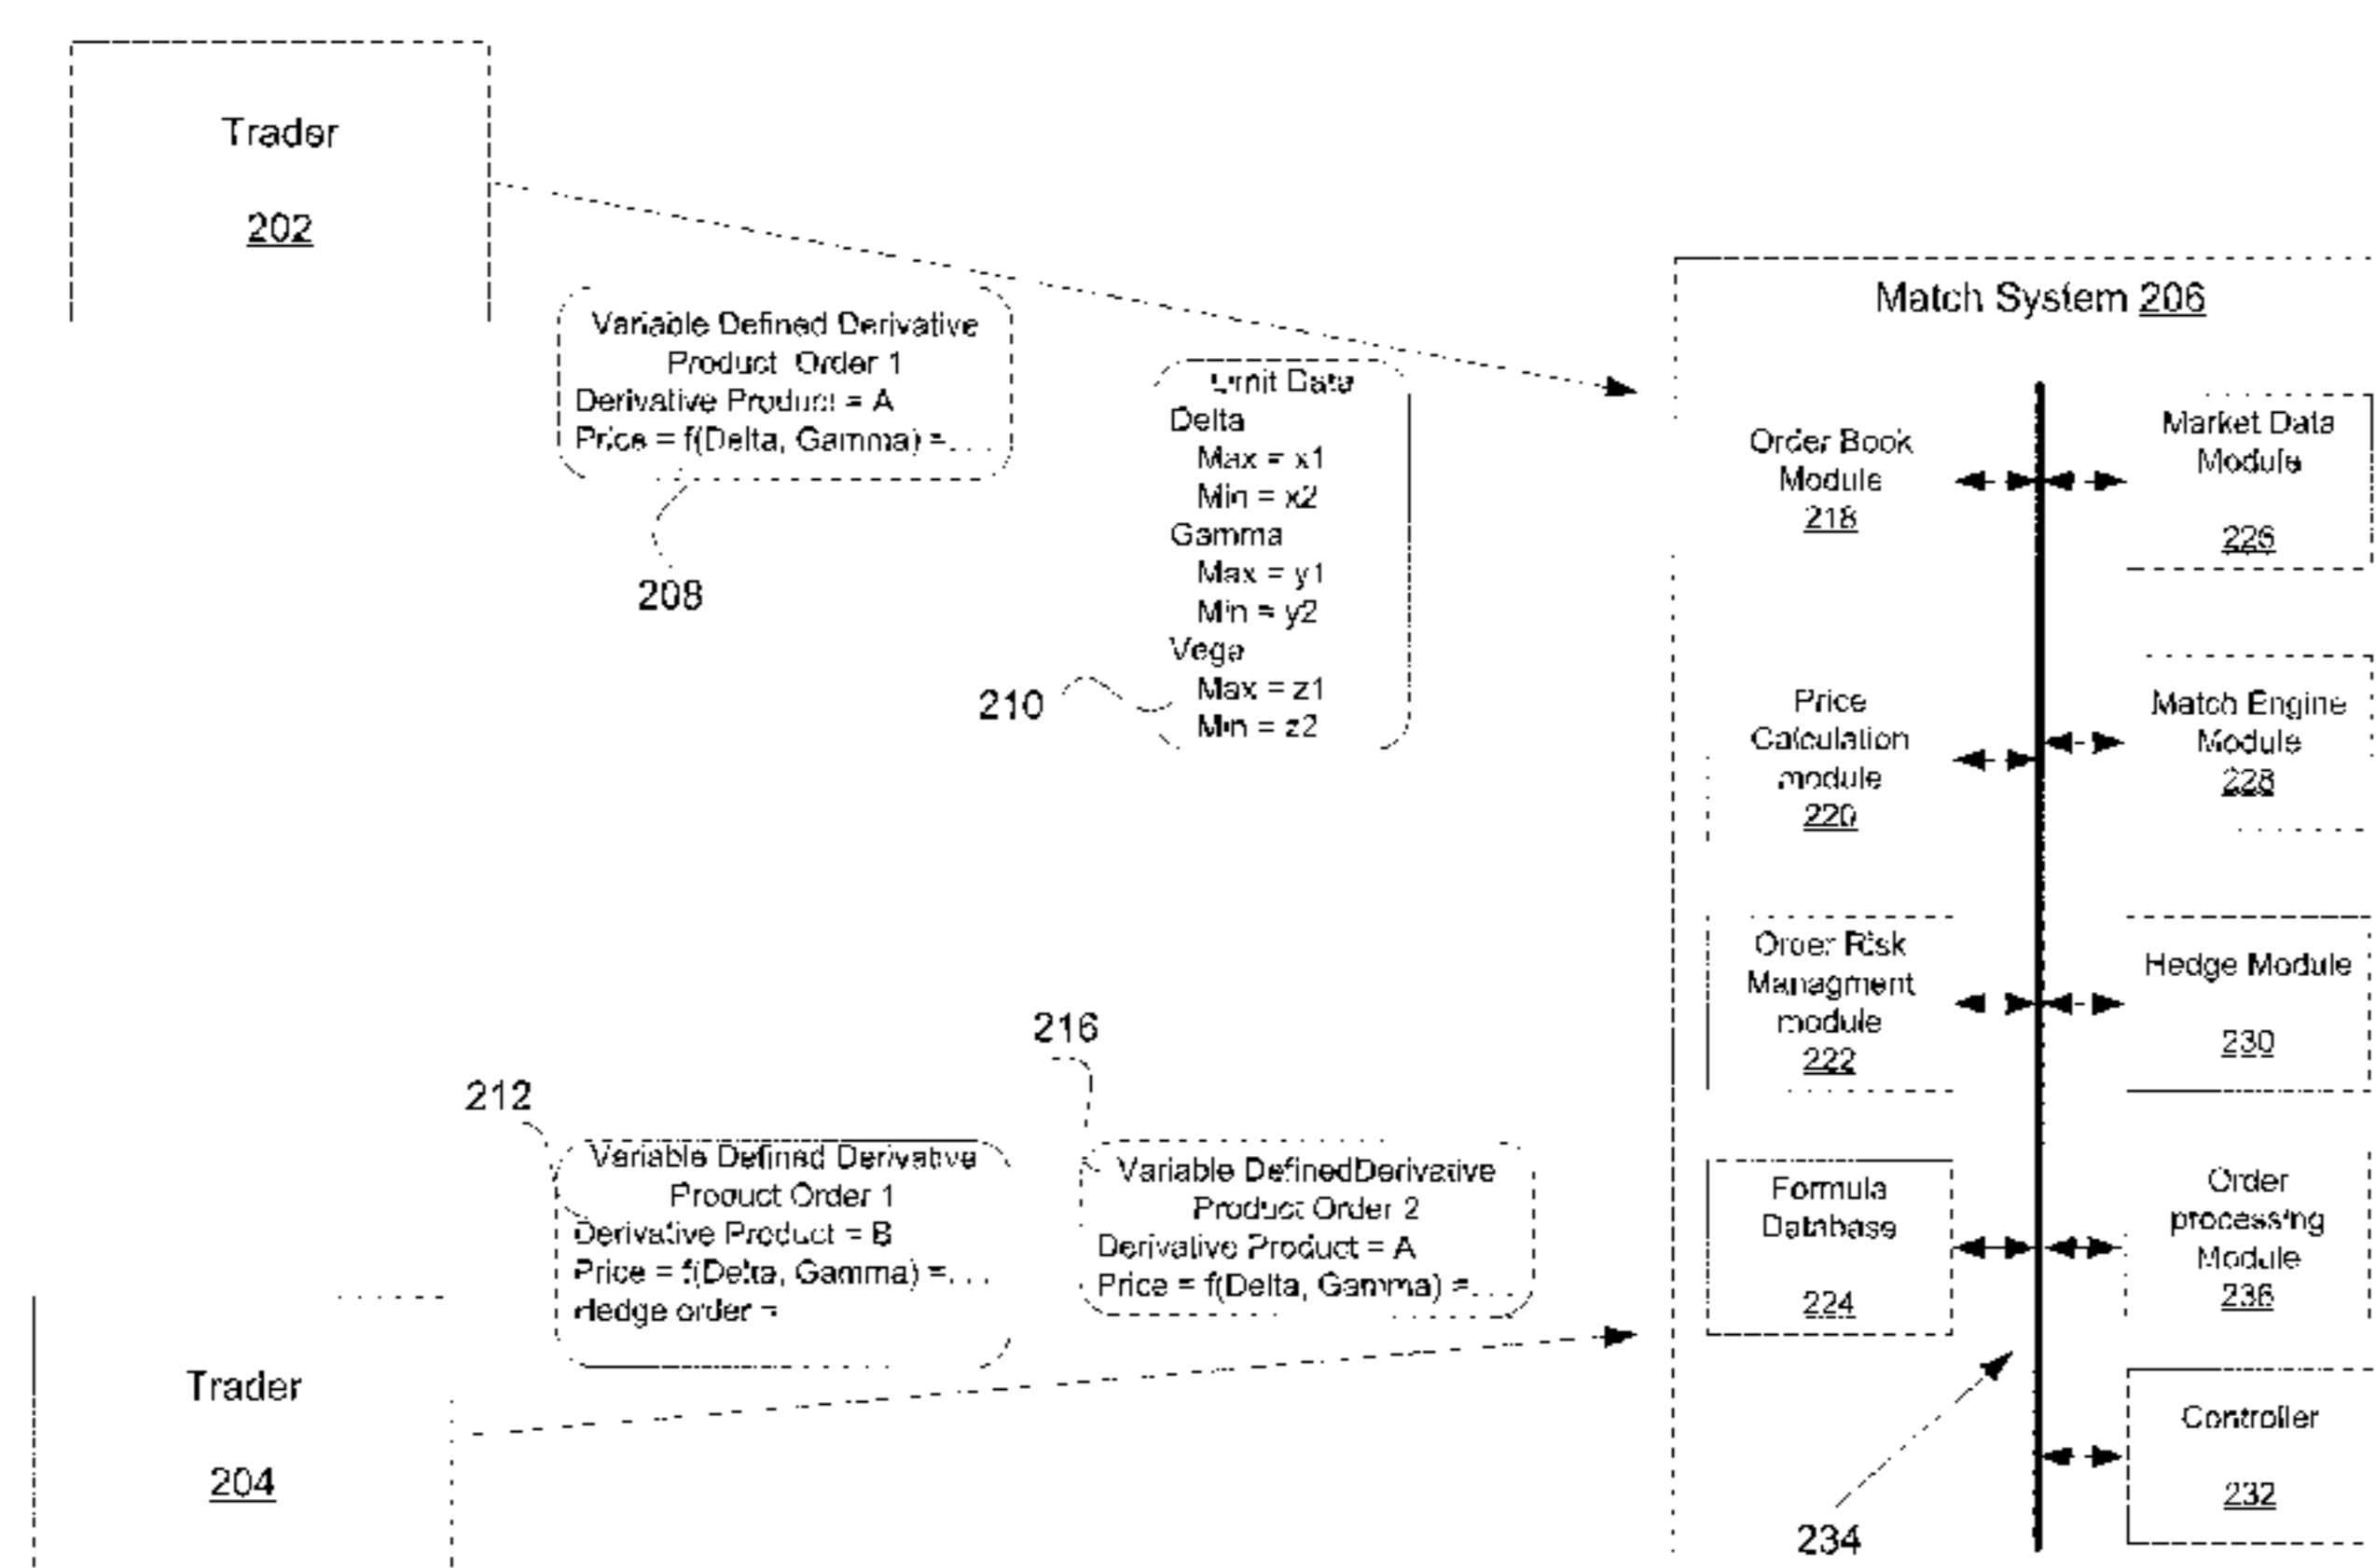 Trader
202
Variable Defined Derivative
Product Order 1
Derivative Product = A
Price = f(Delta, Gamma) =....
208
Limit Data
Delta
Max = x1
Min = x2
Gamma
Max = y1
Min = y2
Vega
Max = z1
Min = z2
210
Match System 206
Order Book
Module
218
Market Data
Module
226
Price
Calculation
module
220
Match Engine
Module
228
Order Risk
Managment
module
222
Hedge Module
230
Formula
Database
224
Order
processing
Module
236
Controller
232
234
212
Variable Defined Derivative
Product Order 1
Derivative Product = B
Price = f(Delta, Gamma) =....
Hedge order =
216
Variable DefinedDerivative
Product Order 2
Derivative Product = A
Price = f(Delta, Gamma) =....
Trader
204